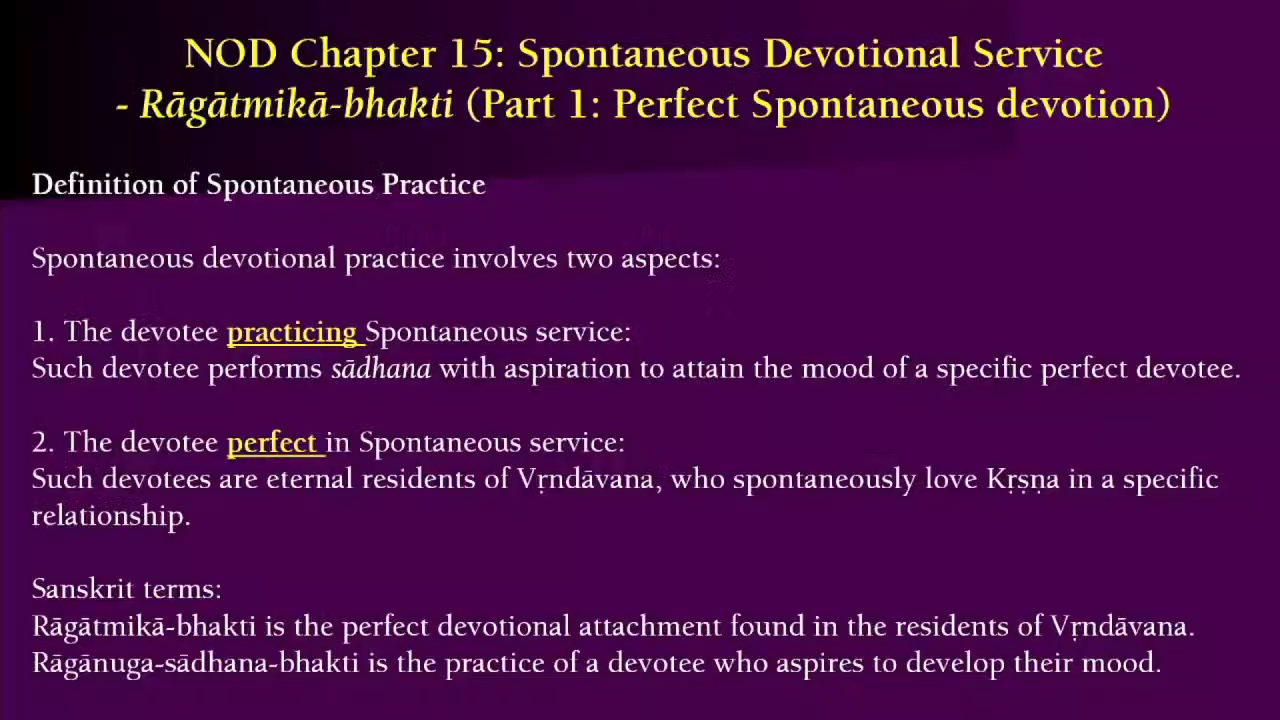 NOD Chapter 15: Spontaneous Devotional Service
- Rāgātmikā-bhakti (Part 1: Perfect Spontaneous devotion)
Definition of Spontaneous Practice
Spontaneous devotional practice involves two aspects:
1. The devotee practicing Spontaneous service:
Such devotee performs sādhana with aspiration to attain the mood of a specific perfect devotee.
2. The devotee perfect in Spontaneous service:
Such devotees are eternal residents of Vṛndāvana, who spontaneously love Kṛṣṇa in a specific
relationship.
Sanskrit terms:
Rāgātmikā-bhakti is the perfect devotional attachment found in the residents of Vṛndāvana.
Rāgānuga-sādhana-bhakti is the practice of a devotee who aspires to develop their mood.